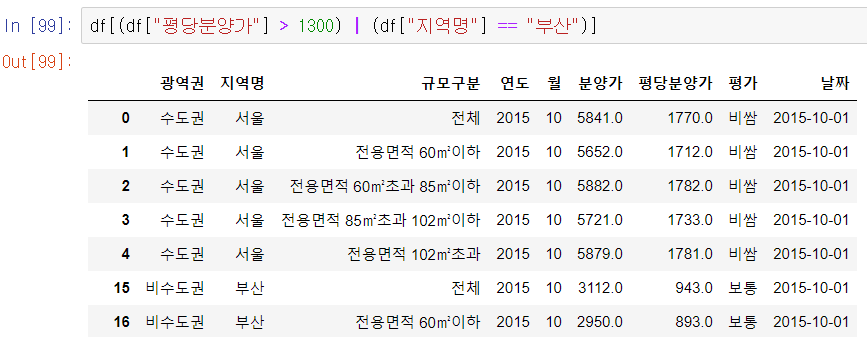 In [99]: df[(df["평당분양가"] > 1300) | (df["지역명"] == "부산")]
Out[99]:
광역권 지역명 규모구분 연도 월 분양가 평당분양가 평가 날짜
0 수도권 서울 전체 2015 10 5841.0 1770.0 비쌈 2015-10-01
1 수도권 서울 전용면적 60㎡이하 2015 10 5652.0 1712.0 비쌈 2015-10-01
2 수도권 서울 전용면적 60㎡초과 85㎡이하 2015 10 5882.0 1782.0 비쌈 2015-10-01
3 수도권 서울 전용면적 85㎡초과 102㎡이하 2015 10 5721.0 1733.0 비쌈 2015-10-01
4 수도권 서울 전용면적 102㎡초과 2015 10 5879.0 1781.0 비쌈 2015-10-01
15 비수도권 부산 전체 2015 10 3112.0 943.0 보통 2015-10-01
16 비수도권 부산 전용면적 60㎡이하 2015 10 2950.0 893.0 보통 2015-10-01